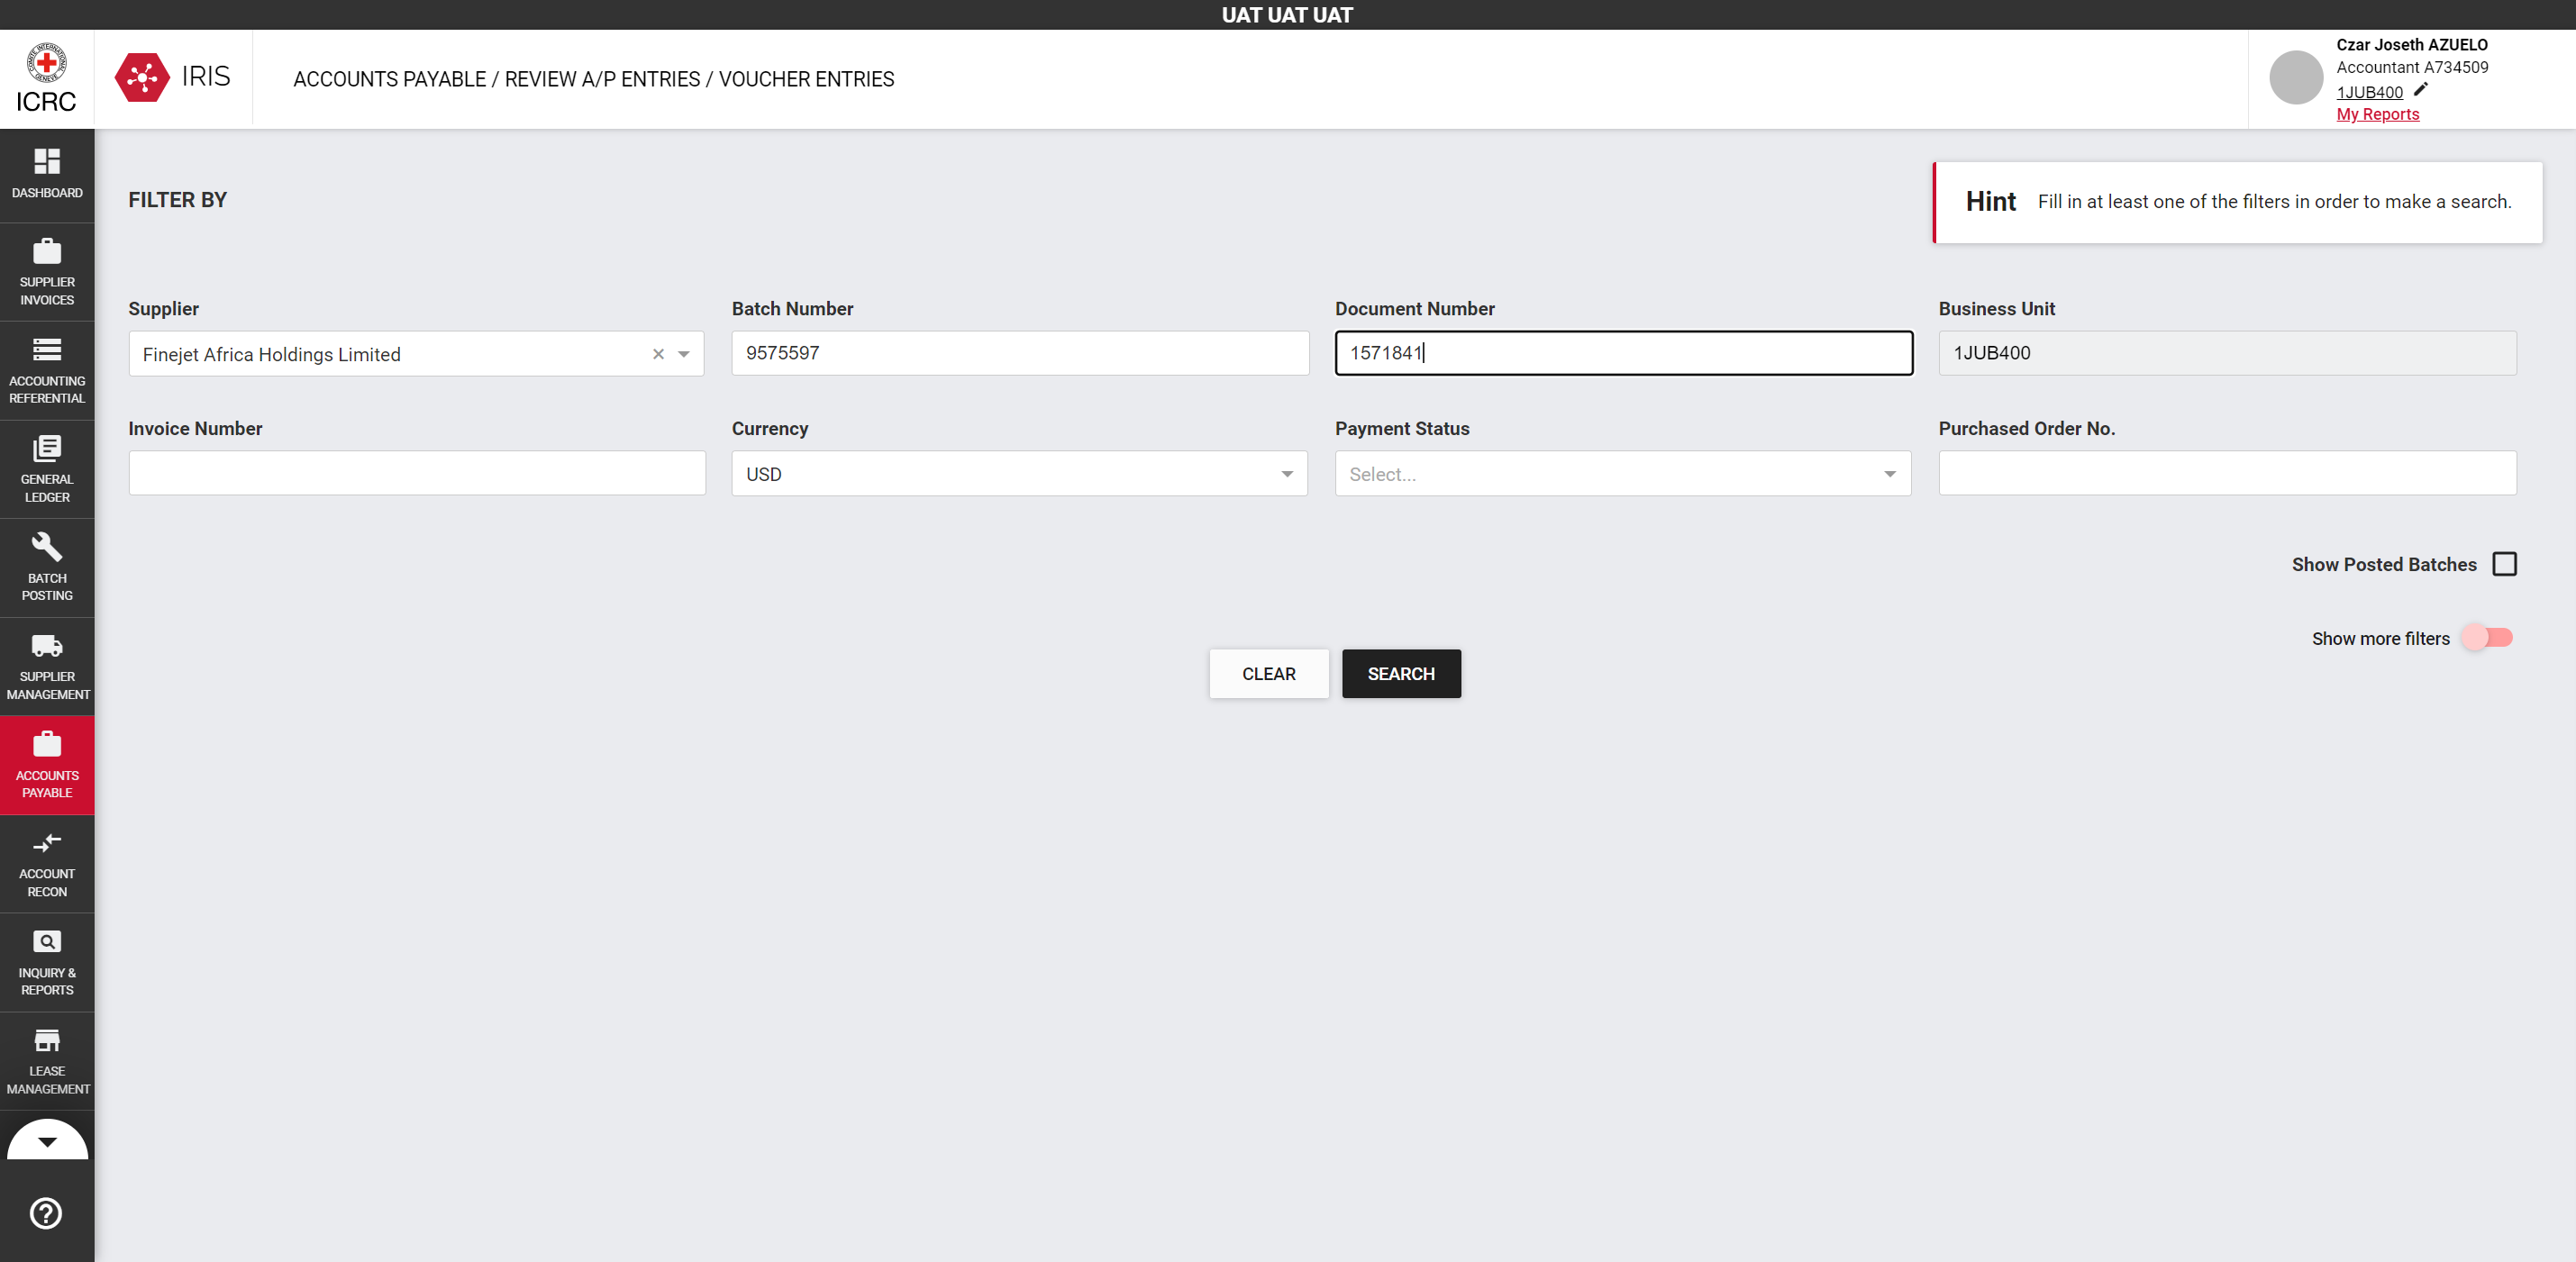 UAT UAT UAT
COMITE INTERNATIONAL GENEVE
ICRC
IRIS
ACCOUNTS PAYABLE / REVIEW A/P ENTRIES / VOUCHER ENTRIES
Czar Joseth AZUELO
Accountant A734509
1JUB400
My Reports
DASHBOARD
SUPPLIER
INVOICES
ACCOUNTING
REFERENTIAL
GENERAL
LEDGER
BATCH
POSTING
SUPPLIER
MANAGEMENT
ACCOUNTS
PAYABLE
ACCOUNT
RECON
INQUIRY &
REPORTS
LEASE
MANAGEMENT
FILTER BY
Hint Fill in at least one of the filters in order to make a search.
Supplier Batch Number Document Number Business Unit
Finejet Africa Holdings Limited 9575597 1571841 1JUB400
Invoice Number Currency Payment Status Purchased Order No.
USD Select...
Show Posted Batches
Show more filters
CLEAR SEARCH